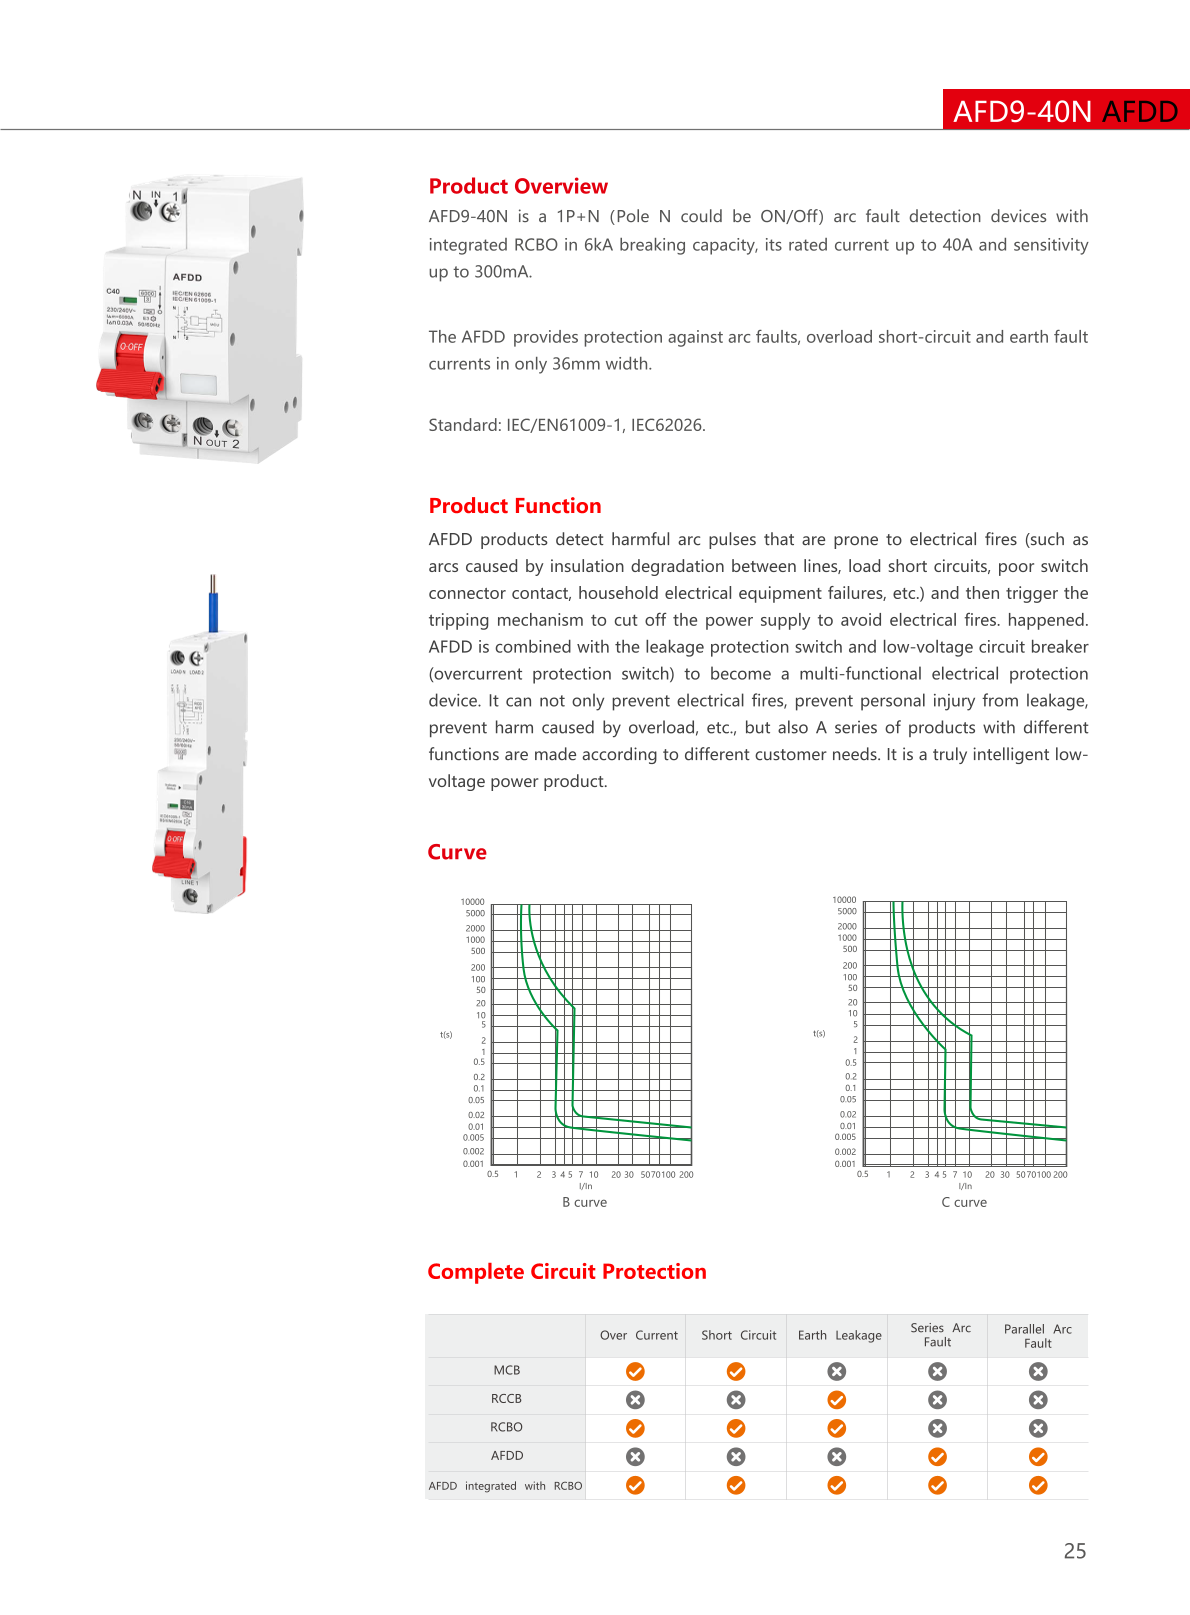 AFD9-40N AFDD
Product Overview
AFD9-40N is a 1P+N (Pole N could be ON/Off) arc fault detection devices with
integrated RCBO in 6kA breaking capacity, its rated current up to 40A and sensitivity
up to 300mA.
The AFDD provides protection against arc faults, overload short-circuit and earth fault
currents in only 36mm width.
Standard: IEC/EN61009-1, IEC62026.
N IN 1
AFDD
C40
6000
3
IEC/EN 62606
IEC/EN 61009-1
230/240V~
I∆n 0.03A 50/60Hz
O·OFF
N OUT 2
Product Function
AFDD products detect harmful arc pulses that are prone to electrical fires (such as
arcs caused by insulation degradation between lines, load short circuits, poor switch
connector contact, household electrical equipment failures, etc.) and then trigger the
tripping mechanism to cut off the power supply to avoid electrical fires. happened.
AFDD is combined with the leakage protection switch and low-voltage circuit breaker
(overcurrent protection switch) to become a multi-functional electrical protection
device. It can not only prevent electrical fires, prevent personal injury from leakage,
prevent harm caused by overload, etc., but also A series of products with different
functions are made according to different customer needs. It is a truly intelligent low-
voltage power product.
LOAD N LOAD 2
230/240V~
50/60Hz
O·OFF
LINE 1
Curve
10000
5000
2000
1000
500
200
100
50
20
10
5
2
1
0.5
0.2
0.1
0.05
0.02
0.01
0.005
0.002
0.001
t(s)
0.5 1 2 3 4 5 7 10 20 30 50 70 100 200
I/In
B curve
10000
5000
2000
1000
500
200
100
50
20
10
5
2
1
0.5
0.2
0.1
0.05
0.02
0.01
0.005
0.002
0.001
t(s)
0.5 1 2 3 4 5 7 10 20 30 50 70 100 200
I/In
C curve
Complete Circuit Protection
Over Current Short Circuit Earth Leakage Series Arc Fault Parallel Arc Fault
MCB
RCCB
RCBO
AFDD
AFDD integrated with RCBO
25